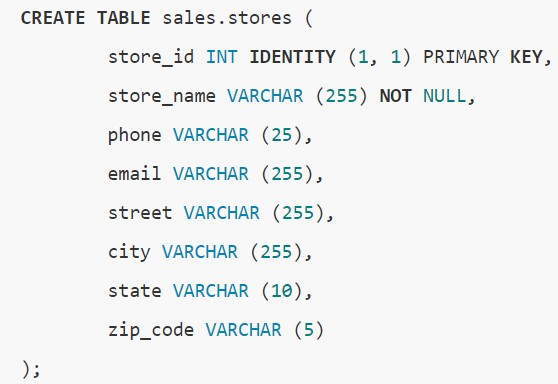 CREATE TABLE sales.stores (
store_id INT IDENTITY (1, 1) PRIMARY KEY,
store_name VARCHAR (255) NOT NULL,
phone VARCHAR (25),
email VARCHAR (255),
street VARCHAR (255),
city VARCHAR (255),
state VARCHAR (10),
zip_code VARCHAR (5)
);